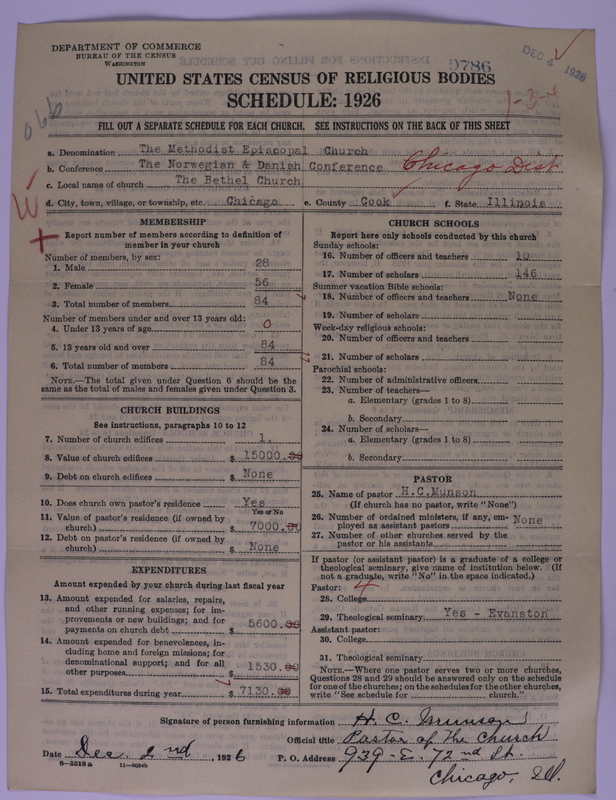 DEPARTMENT OF COMMERCE
BUREAU OF THE CENSUS
WASHINGTON
9786
DEC 4 1926
UNITED STATES CENSUS OF RELIGIOUS BODIES
SCHEDULE: 1926
FILL OUT A SEPARATE SCHEDULE FOR EACH CHURCH. SEE INSTRUCTIONS ON THE BACK OF THIS SHEET
a. Denomination The Methodist Episcopal Church
b. Conference The Norwegian & Danish Conference Chicago Dist
c. Local name of church The Bethel Church
d. City, town, village, or township, etc. Chicago e. County Cook f. State Illinois
MEMBERSHIP
Report number of members according to definition of
member in your church
Number of members, by sex:
1. Male 28
2. Female 56
3. Total number of members 84
Number of members under and over 13 years old:
4. Under 13 years of age 0
5. 13 years old and over 84
6. Total number of members 84
NOTE.—The total given under Question 6 should be the
same as the total of males and females given under Question 3.
CHURCH BUILDINGS
See instructions, paragraphs 10 to 12
7. Number of church edifices 1.
8. Value of church edifices $ 15000.00
9. Debt on church edifices $ None
10. Does church own pastor's residence Yes
Yes or No
11. Value of pastor's residence (if owned by
church) $ 7000.00
12. Debt on pastor's residence (if owned by
church) $ None
EXPENDITURES
Amount expended by your church during last fiscal year
13. Amount expended for salaries, repairs,
and other running expenses; for im-
provements or new buildings; and for
payments on church debt $ 5600.00
14. Amount expended for benevolences, in-
cluding home and foreign missions; for
denominational support; and for all
other purposes $ 1530.00
15. Total expenditures during year $ 7130.00
CHURCH SCHOOLS
Report here only schools conducted by this church
Sunday schools:
16. Number of officers and teachers 10
17. Number of scholars 146
Summer vacation Bible schools:
18. Number of officers and teachers None
19. Number of scholars
Week-day religious schools:
20. Number of officers and teachers
21. Number of scholars
Parochial schools:
22. Number of administrative officers
23. Number of teachers—
a. Elementary (grades 1 to 8)
b. Secondary
24. Number of scholars—
a. Elementary (grades 1 to 8)
b. Secondary
PASTOR
25. Name of pastor H.C.Munson
(If church has no pastor, write "None")
26. Number of ordained ministers, if any, em-
ployed as assistant pastors None
27. Number of other churches served by the
pastor or his assistants
If pastor (or assistant pastor) is a graduate of a college or
theological seminary, give name of institution below. (If
not a graduate, write "No" in the space indicated.)
Pastor: 4
28. College
29. Theological seminary Yes - Evanston
Assistant pastor:
30. College
31. Theological seminary
NOTE.—Where one pastor serves two or more churches,
Questions 28 and 29 should be answered only on the schedule
for one of the churches; on the schedules for the other churches,
write "See schedule for church."
Signature of person furnishing information H. C. Munson
Official title Pastor of the Church
Date Dec 2nd, 1926 P. O. Address 939-E. 72nd St.
8-5518a
Chicago, Ill.